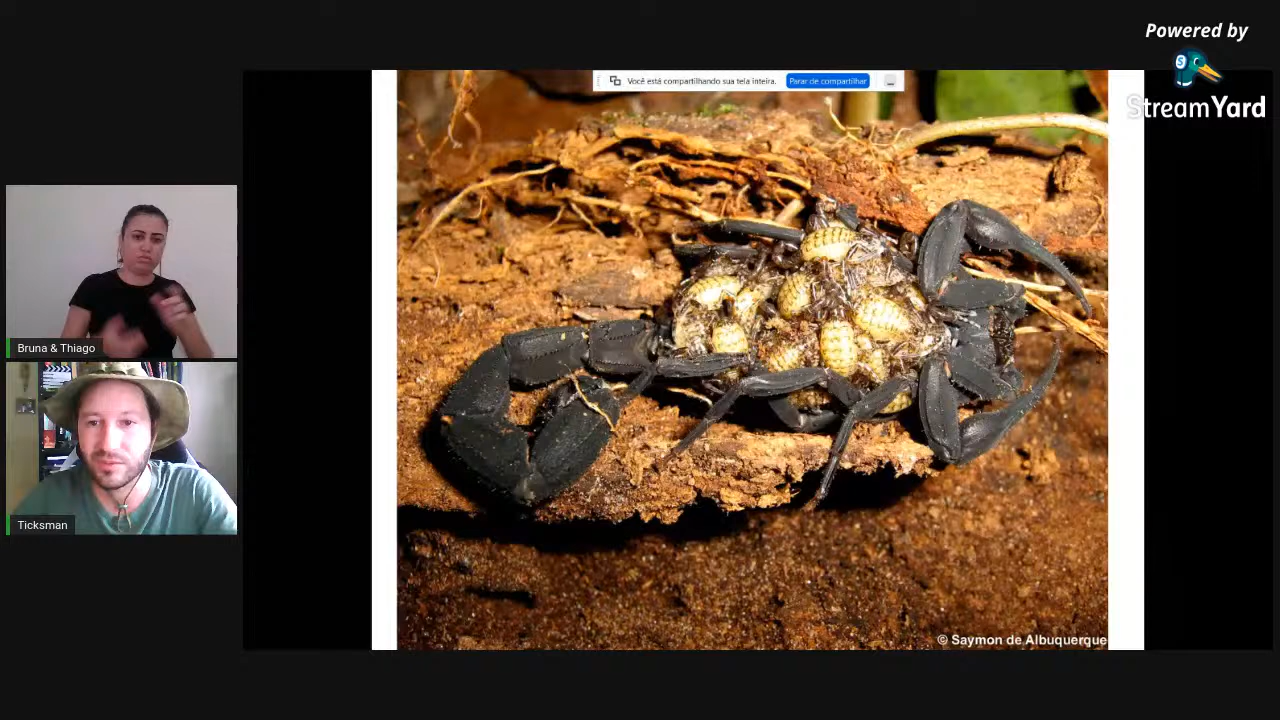 Powered by
StreamYard
Você está compartilhando sua tela inteira. Parar de compartilhar
Bruna & Thiago
Ticksman
© Saymon de Albuquerque